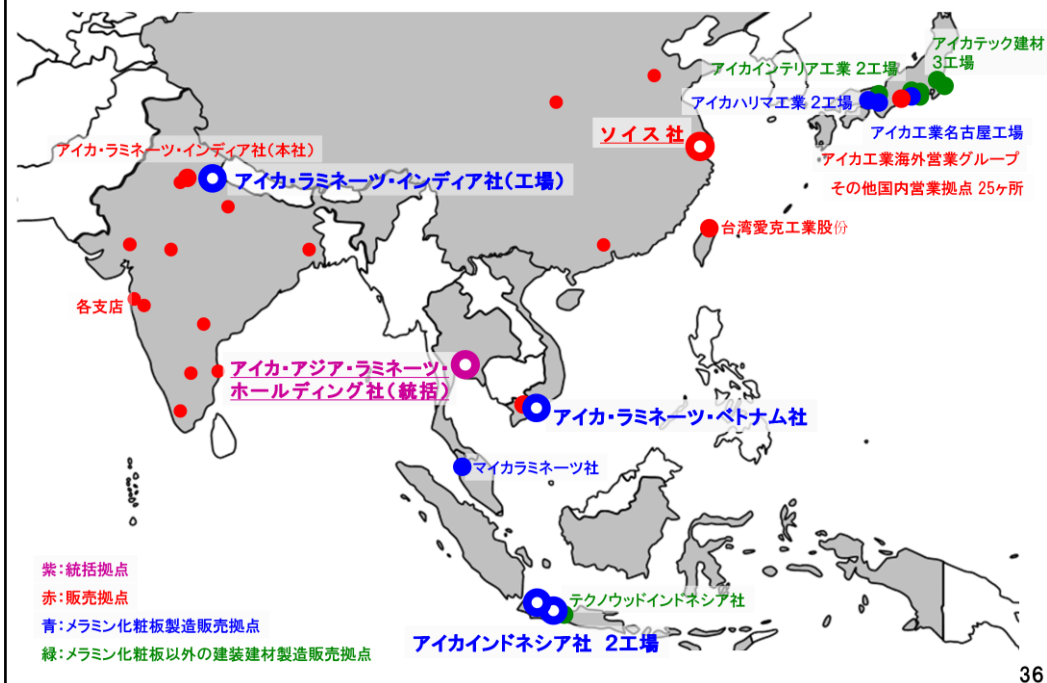 アイカテック建材
3工場
アイカインテリア工業 2工場
アイカハリマ工業 2工場
ソイス社
アイカ工業名古屋工場
アイカ・ラミネーツ・インディア社(本社)
アイカ工業海外営業グループ
アイカ・ラミネーツ・インディア社(工場)
その他国内営業拠点 25ヶ所
台湾愛克工業股份
各支店
アイカ・アジア・ラミネーツ・
ホールディング社(統括)
アイカ・ラミネーツ・ベトナム社
マイカラミネーツ社
紫:統括拠点
赤:販売拠点
テクノウッドインドネシア社
青:メラミン化粧板製造販売拠点
アイカインドネシア社 2工場
緑:メラミン化粧板以外の建装建材製造販売拠点
36